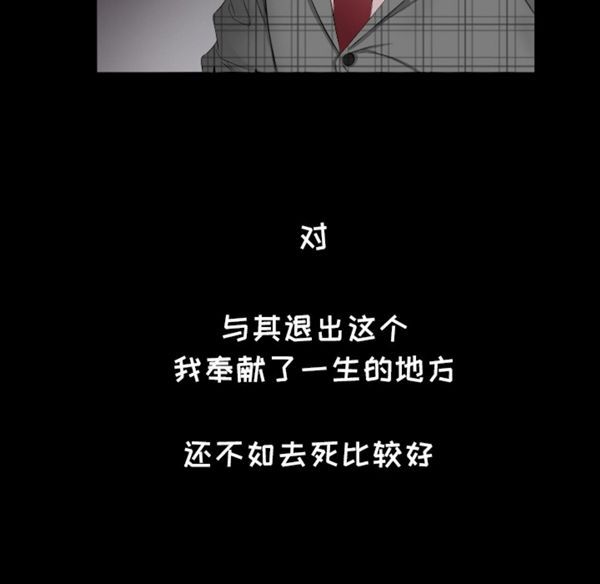 对
与其退出这个
我奉献了一生的地方
还不如去死比较好